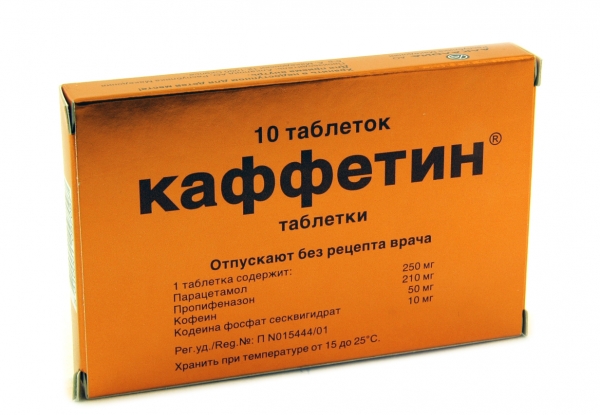 10 таблеток
каффетин®
таблетки
Отпускают без рецепта врача
1 таблетка содержит:
Парацетамол 250 мг
Пропифеназон 210 мг
Кофеин 50 мг
Кодеина фосфат сесквигидрат 10 мг
Рег.уд./Reg.№: П N015444/01
Хранить при температуре от 15 до 25°С.